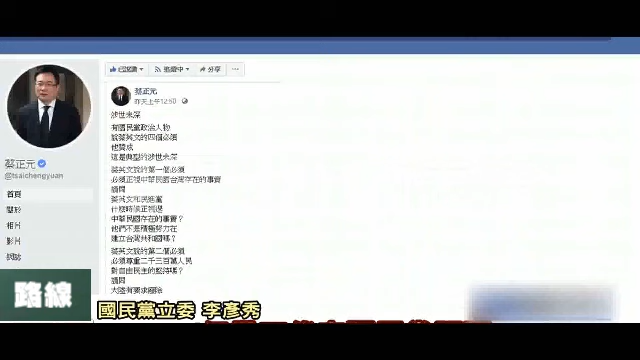 已說讚
追蹤中
分享
蔡正元
昨天上午12:50
涉世未深
有國民黨政治人物
說蔡英文的四個必須
他贊成
這是典型的涉世未深
蔡英文說的第一個必須
必須正視中華民國台灣存在的事實
請問
蔡英文和民進黨
什麼時候正視過
中華民國存在的事實?
他們不是積極努力在
建立台灣共和國嗎?
蔡英文說的第二個必須
必須尊重二千三百萬人民
對自由民主的堅持嗎?
請問
大陸有要求廢除
蔡正元
@tsaichengyuan
首頁
關於
相片
影片
網誌
路線
國民黨立委 李彥秀